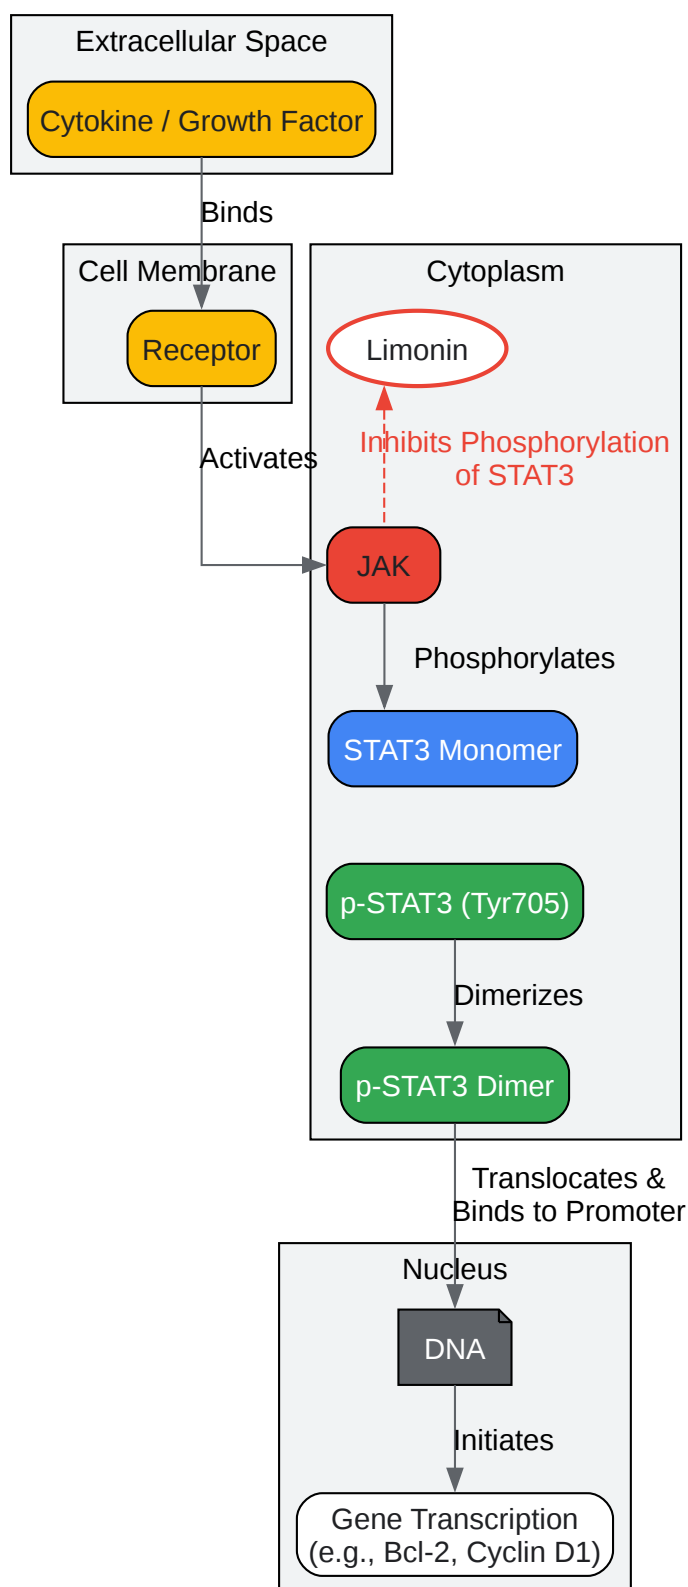 Extracellular Space
Cytokine / Growth Factor
Binds
Cell Membrane
Receptor
Cytoplasm
Limonin
Activates
Inhibits Phosphorylation
of STAT3
JAK
Phosphorylates
STAT3 Monomer
p-STAT3 (Tyr705)
Dimerizes
p-STAT3 Dimer
Translocates &
Binds to Promoter
Nucleus
DNA
Initiates
Gene Transcription
(e.g., Bcl-2, Cyclin D1)